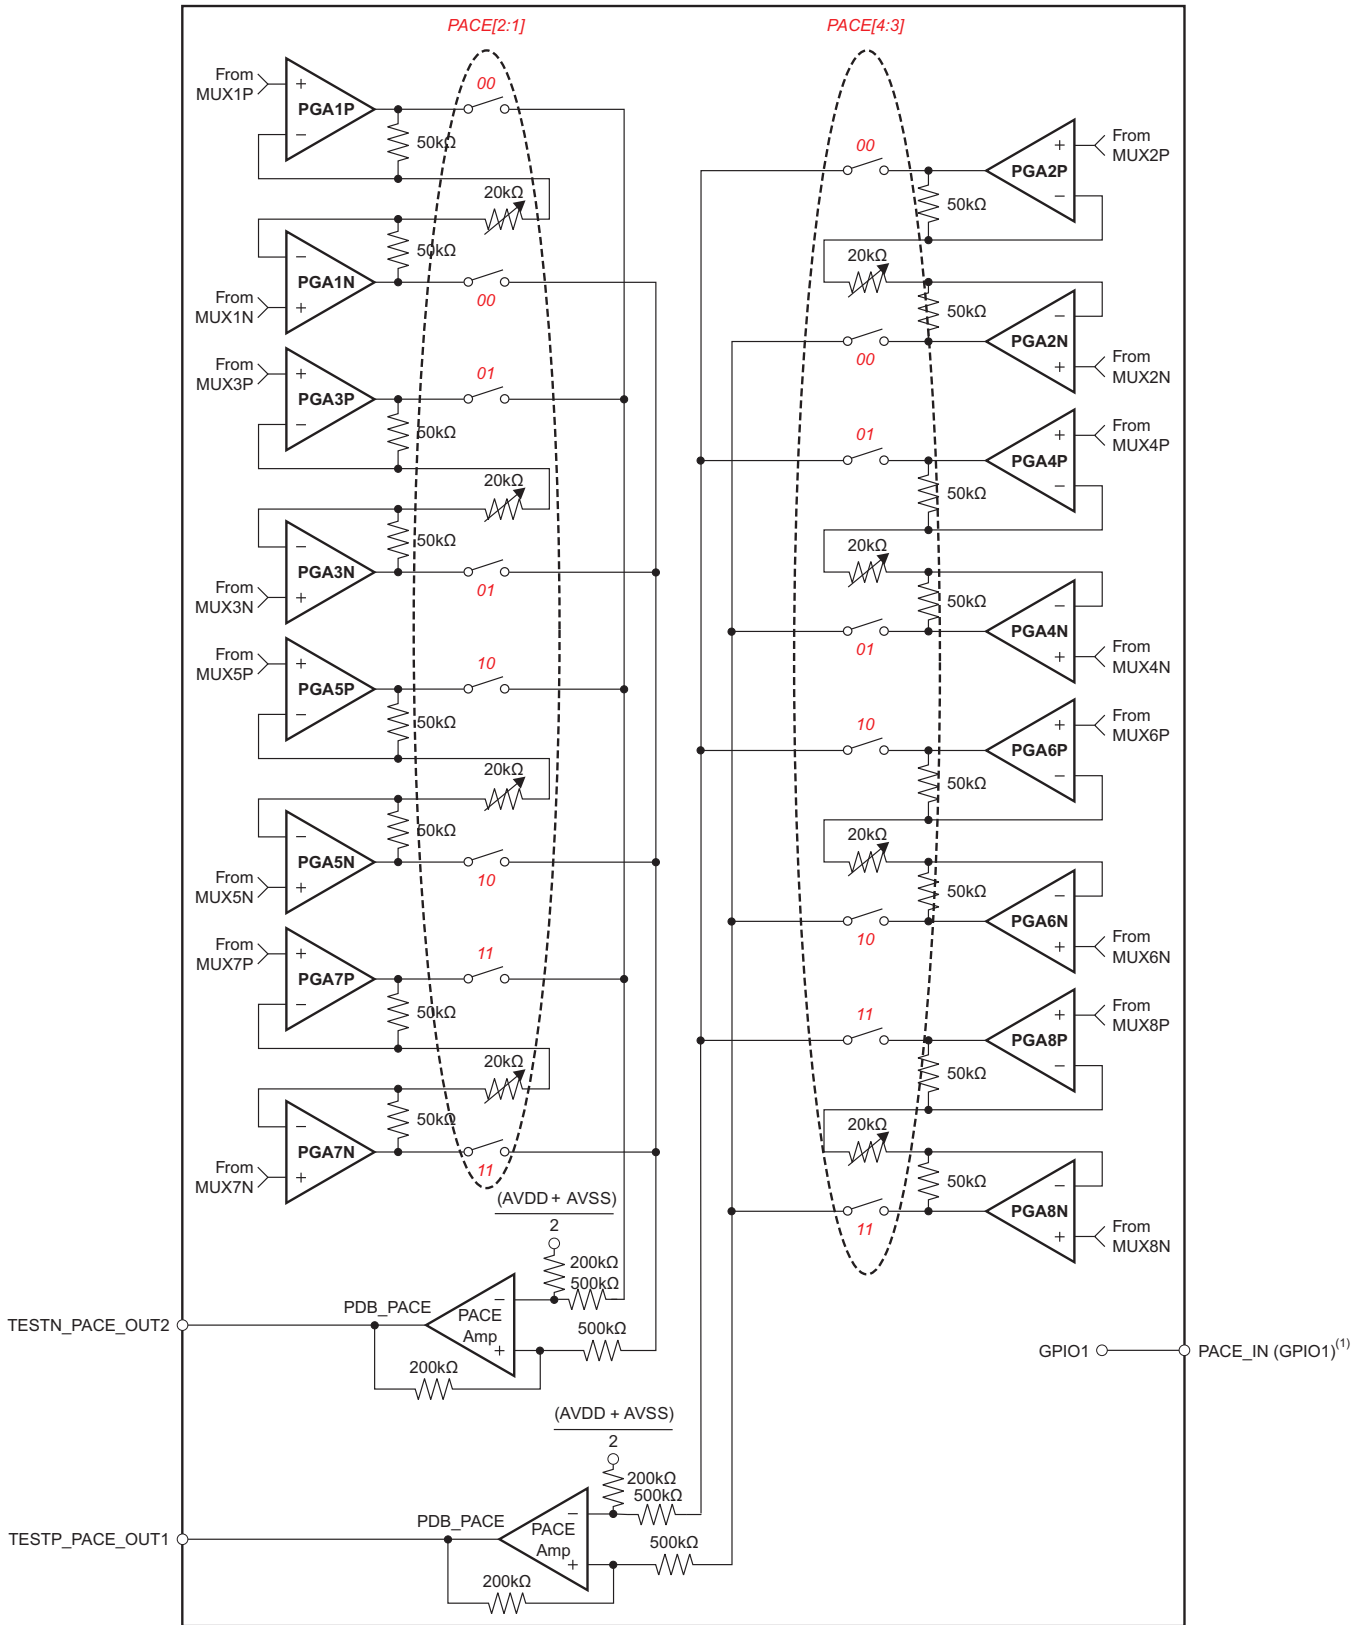 PACE[2:1]
PACE[4:3]
From
MUX1P
+
−
PGA1P
00
50kΩ
20kΩ
50kΩ
−
PGA1N
+
From
MUX1N
00
From
MUX3P
+
−
PGA3P
01
50kΩ
20kΩ
50kΩ
−
PGA3N
+
From
MUX3N
01
From
MUX5P
+
−
PGA5P
10
50kΩ
20kΩ
50kΩ
−
PGA5N
+
From
MUX5N
10
From
MUX7P
+
−
PGA7P
11
50kΩ
20kΩ
50kΩ
−
PGA7N
+
From
MUX7N
11
00
PGA2P
+
−
From
MUX2P
50kΩ
20kΩ
50kΩ
−
PGA2N
+
From
MUX2N
00
01
PGA4P
+
−
From
MUX4P
50kΩ
20kΩ
50kΩ
−
PGA4N
+
From
MUX4N
01
10
PGA6P
+
−
From
MUX6P
50kΩ
20kΩ
50kΩ
−
PGA6N
+
From
MUX6N
10
11
PGA8P
+
−
From
MUX8P
50kΩ
20kΩ
50kΩ
−
PGA8N
+
From
MUX8N
11
(AVDD + AVSS)
2
200kΩ
500kΩ
PDB_PACE
−
PACE
Amp
+
500kΩ
200kΩ
TESTN_PACE_OUT2
GPIO1
PACE_IN (GPIO1)(1)
(AVDD + AVSS)
2
200kΩ
500kΩ
PDB_PACE
−
PACE
Amp
+
500kΩ
200kΩ
TESTP_PACE_OUT1